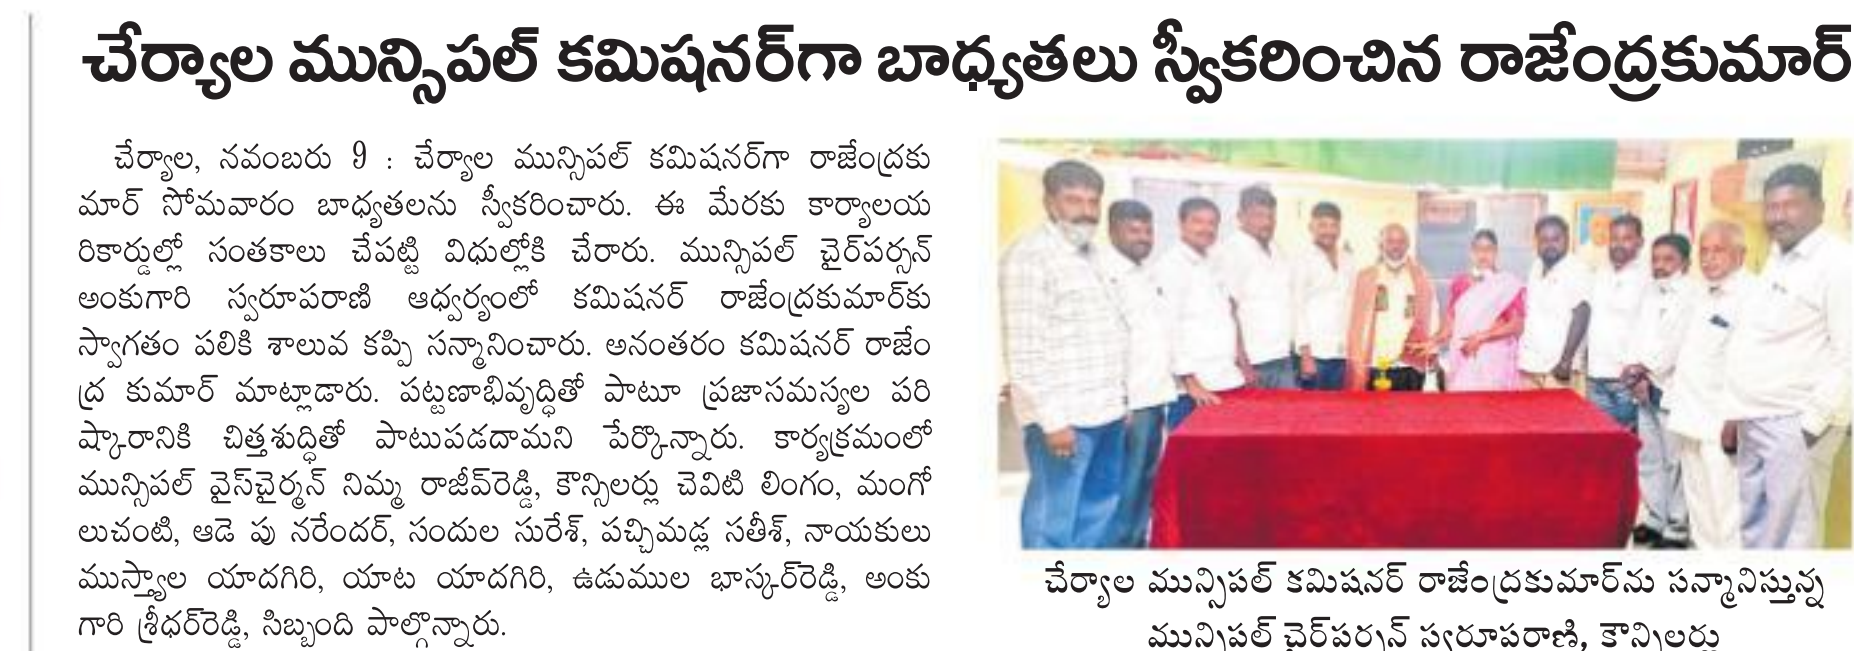 చేర్యాల మున్సిపల్ కమిషనర్‌గా బాధ్యతలు స్వీకరించిన రాజేంద్రకుమార్
చేర్యాల, నవంబరు 9 : చేర్యాల మున్సిపల్ కమిషనర్‌గా రాజేంద్రకు
మార్ సోమవారం బాధ్యతలను స్వీకరించారు. ఈ మేరకు కార్యాలయ
రికార్డుల్లో సంతకాలు చేపట్టి విధుల్లోకి చేరారు. మున్సిపల్ చైర్‌పర్సన్
అంకుగారి స్వరూపరాణి ఆధ్వర్యంలో కమిషనర్ రాజేంద్రకుమార్‌కు
స్వాగతం పలికి శాలువ కప్పి సన్మానించారు. అనంతరం కమిషనర్ రాజేం
ద్ర కుమార్ మాట్లాడారు. పట్టణాభివృద్ధితో పాటూ ప్రజాసమస్యల పరి
ష్కారానికి చిత్తశుద్ధితో పాటుపడదామని పేర్కొన్నారు. కార్యక్రమంలో
మున్సిపల్ వైస్‌చైర్మన్ నిమ్మ రాజీవ్‌రెడ్డి, కౌన్సిలర్లు చెవిటి లింగం, మంగో
లుచంటి, ఆడె పు నరేందర్, సందుల సురేశ్, పచ్చిమడ్ల సతీశ్, నాయకులు
ముస్త్యాల యాదగిరి, యాట యాదగిరి, ఉడుముల భాస్కర్‌రెడ్డి, అంకు
గారి శ్రీధర్‌రెడ్డి, సిబ్బంది పాల్గొన్నారు.
చేర్యాల మున్సిపల్ కమిషనర్ రాజేంద్రకుమార్‌ను సన్మానిస్తున్న
మున్సిపల్ చైర్‌పర్సన్ స్వరూపరాణి, కౌన్సిలర్లు